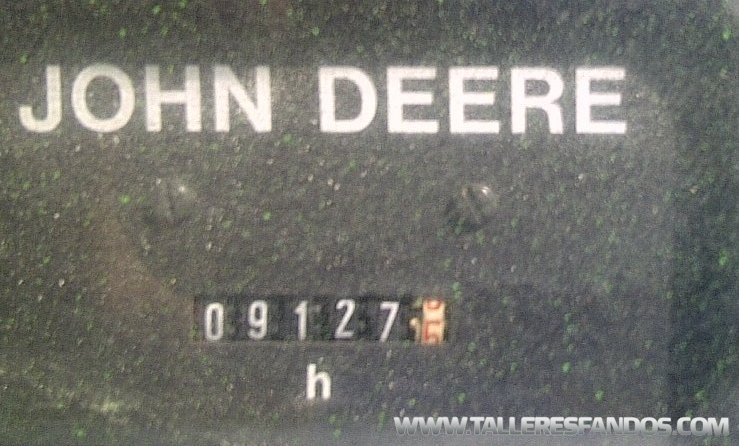 JOHN DEERE
09127
h
WWW.TALLERESFANDOS.COM